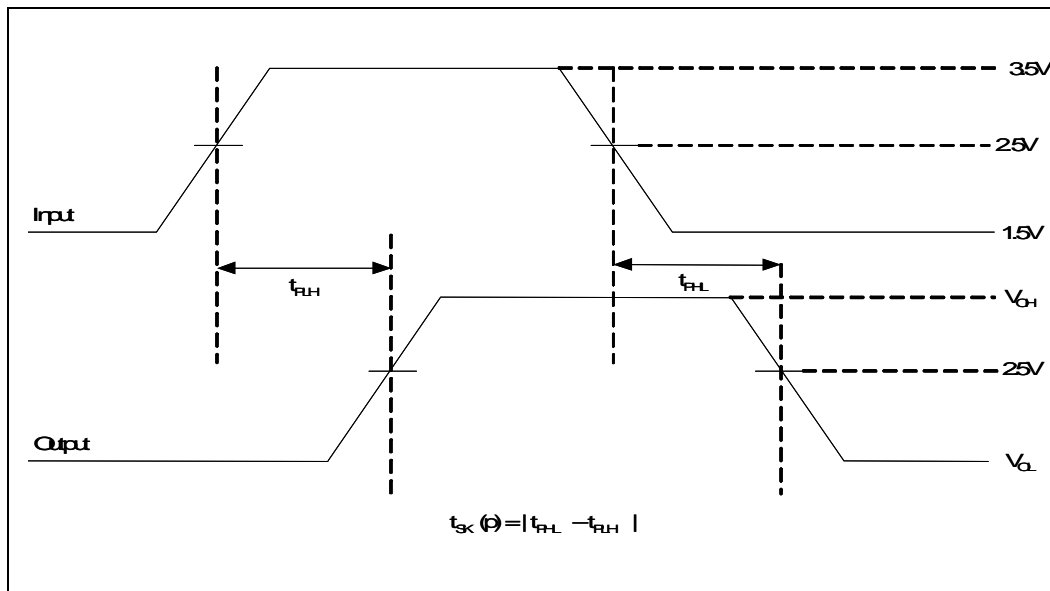 3.5V
2.5V
Input
1.5V
tPLH
tPHL
VOH
2.5V
Output
VOL
tSK (p)=| tPHL – tPLH |